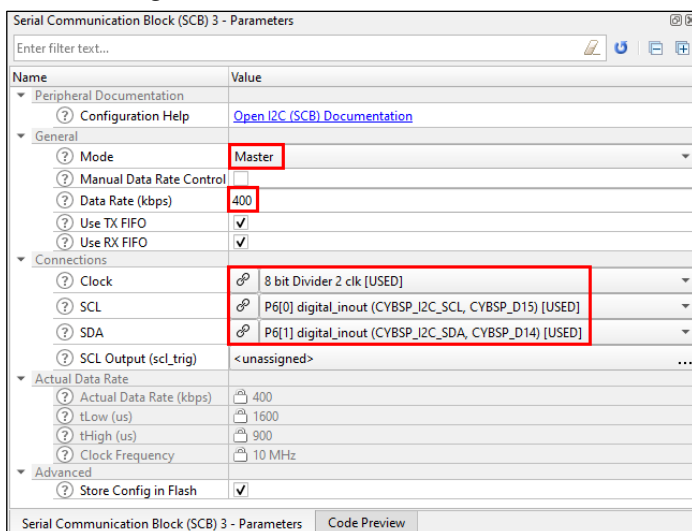 Serial Communication Block (SCB) 3 - Parameters
Enter filter text...
Name Value
Peripheral Documentation
Configuration Help Open I2C (SCB) Documentation
General
Mode Master
Manual Data Rate Control
Data Rate (kbps) 400
Use TX FIFO
Use RX FIFO
Connections
Clock 8 bit Divider 2 clk [USED]
SCL P6[0] digital_inout (CYBSP_I2C_SCL, CYBSP_D15) [USED]
SDA P6[1] digital_inout (CYBSP_I2C_SDA, CYBSP_D14) [USED]
SCL Output (scl_trig) <unassigned> ...
Actual Data Rate
Actual Data Rate (kbps) 400
tLow (us) 1600
tHigh (us) 900
Clock Frequency 10 MHz
Advanced
Store Config in Flash
Serial Communication Block (SCB) 3 - Parameters Code Preview